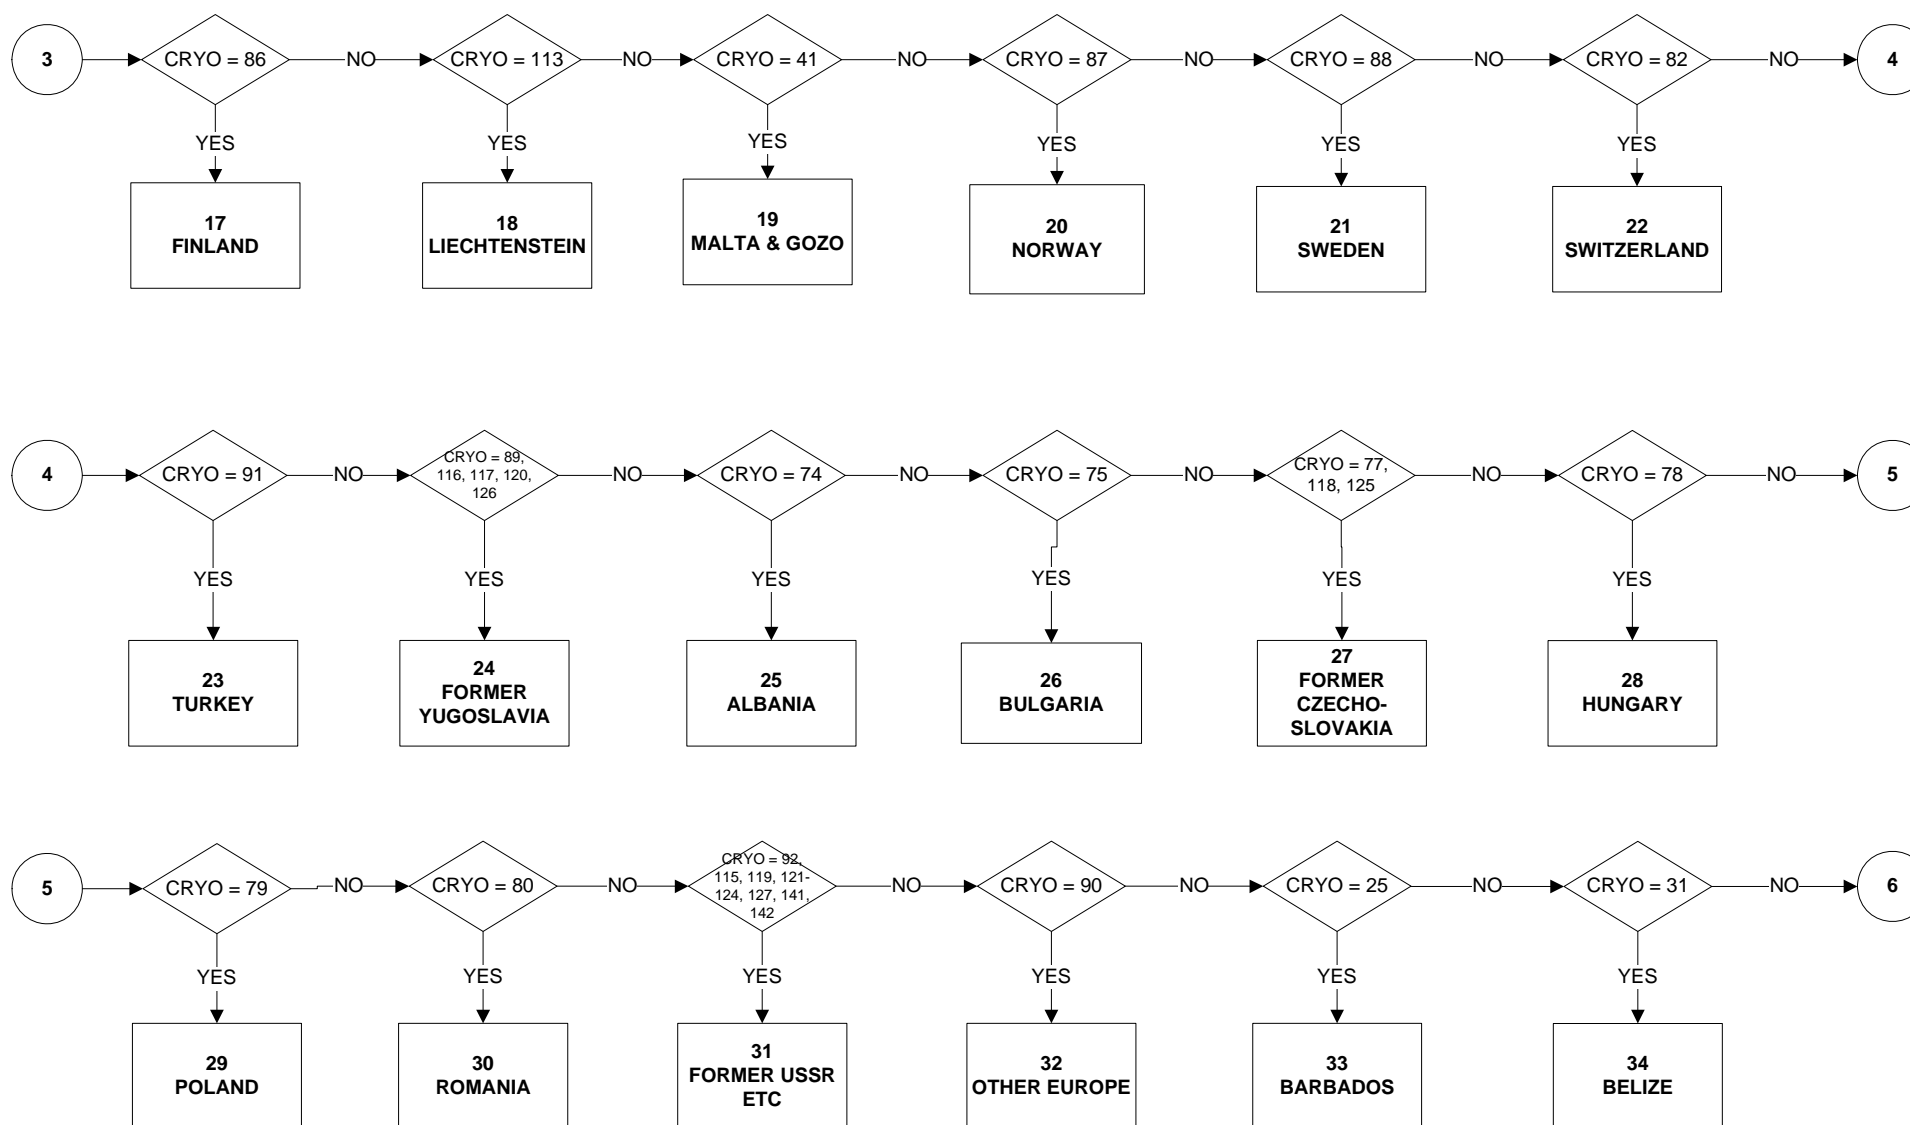 3
CRYO = 86
NO
CRYO = 113
NO
CRYO = 41
NO
CRYO = 87
NO
CRYO = 88
NO
CRYO = 82
NO
4
YES
YES
YES
YES
YES
YES
17
FINLAND
18
LIECHTENSTEIN
19
MALTA & GOZO
20
NORWAY
21
SWEDEN
22
SWITZERLAND
4
CRYO = 91
NO
CRYO = 89,
116, 117, 120,
126
NO
CRYO = 74
NO
CRYO = 75
NO
CRYO = 77,
118, 125
NO
CRYO = 78
NO
5
YES
YES
YES
YES
YES
YES
23
TURKEY
24
FORMER
YUGOSLAVIA
25
ALBANIA
26
BULGARIA
27
FORMER
CZECHO-
SLOVAKIA
28
HUNGARY
5
CRYO = 79
NO
CRYO = 80
NO
CRYO = 92,
115, 119, 121-
124, 127, 141,
142
NO
CRYO = 90
NO
CRYO = 25
NO
CRYO = 31
NO
6
YES
YES
YES
YES
YES
YES
29
POLAND
30
ROMANIA
31
FORMER USSR
ETC
32
OTHER EUROPE
33
BARBADOS
34
BELIZE